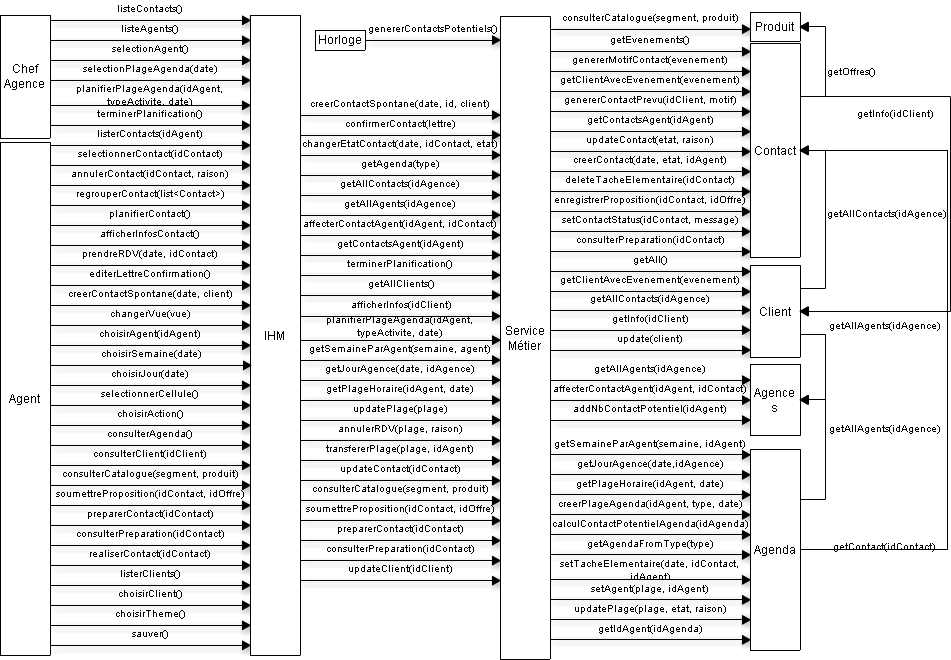 Chef
Agence
Agent
listeContacts()
listeAgents()
selectionAgent()
selectionPlageAgenda(date)
planifierPlageAgenda(idAgent,
typeActivite, date)
terminerPlanification()
listerContacts(idAgent)
selectionnerContact(idContact)
annulerContact(idContact, raison)
regrouperContact(list<Contact>)
planifierContact()
afficherInfosContact()
prendreRDV(date, idContact)
editerLettreConfirmation()
creerContactSpontane(date, client)
changerVue(vue)
choisirAgent(idAgent)
choisirSemaine(date)
choisirJour(date)
selectionnerCellule()
choisirAction()
consulterAgenda()
consulterClient(idClient)
consulterCatalogue(segment, produit)
soumettreProposition(idContact, idOffre)
preparerContact(idContact)
consulterPreparation(idContact)
realiserContact(idContact)
listerClients()
choisirClient()
choisirTheme()
sauver()
IHM
Horloge
genererContactsPotentiels()
creerContactSpontane(date, id, client)
confirmerContact(lettre)
changerEtatContact(date, idContact, etat)
getAgenda(type)
getAllContacts(idAgence)
getAllAgents(idAgence)
affecterContactAgent(idAgent, idContact)
getContactsAgent(idAgent)
terminerPlanification()
getAllClients()
afficherInfos(idClient)
planifierPlageAgenda(idAgent,
typeActivite, date)
getSemaineParAgent(semaine, agent)
getJourAgence(date, idAgence)
getPlageHoraire(idAgent, date)
updatePlage(plage)
annulerRDV(plage, raison)
transfererPlage(plage, idAgent)
updateContact(idContact)
consulterCatalogue(segment, produit)
soumettreProposition(idContact, idOffre)
preparerContact(idContact)
consulterPreparation(idContact)
updateClient(idClient)
Service
Métier
consulterCatalogue(segment, produit)
getEvenements()
genererMotifContact(evenement)
getClientAvecEvenement(evenement)
genererContactPrevu(idClient, motif)
getContactsAgent(idAgent)
updateContact(etat, raison)
creerContact(date, etat, idAgent)
deleteTacheElementaire(idContact)
enregistrerProposition(idContact, idOffre)
setContactStatus(idContact, message)
consulterPreparation(idContact)
getAll()
getClientAvecEvenement(evenement)
getAllContacts(idAgence)
getInfo(idClient)
update(client)
getAllAgents(idAgence)
affecterContactAgent(idAgent, idContact)
addNbContactPotentiel(idAgent)
getSemaineParAgent(semaine, idAgent)
getJourAgence(date,idAgence)
getPlageHoraire(idAgent, date)
creerPlageAgenda(idAgent, type, date)
calculContactPotentielAgenda(idAgenda)
getAgendaFromType(type)
setTacheElementaire(date, idContact,
idAgent)
setAgent(plage, idAgent)
updatePlage(plage, etat, raison)
getIdAgent(idAgenda)
Produit
Contact
Client
Agence
s
Agenda
getOffres()
getInfo(idClient)
getAllContacts(idAgence)
getAllAgents(idAgence)
getAllAgents(idAgence)
getContact(idContact)